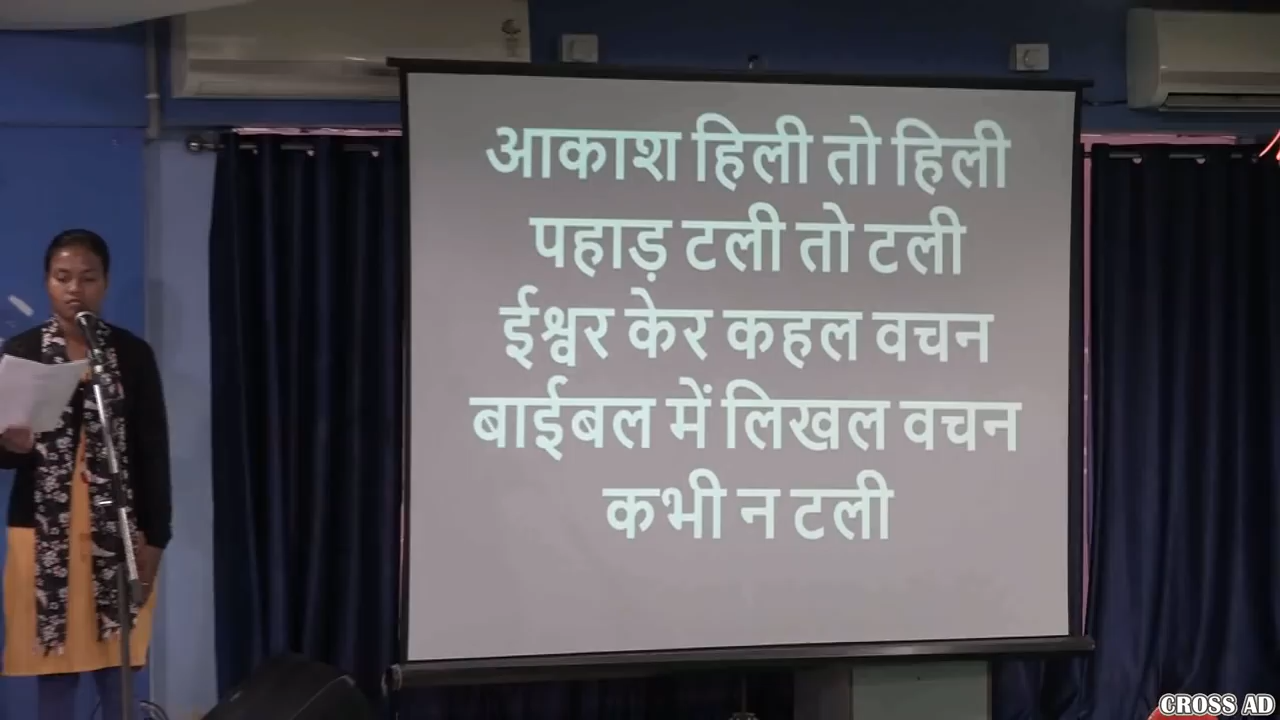 आकाश हिली तो हिली
पहाड़ टली तो टली
ईश्वर केर कहल वचन
बाईबल में लिखल वचन
कभी न टली
CROSS AD